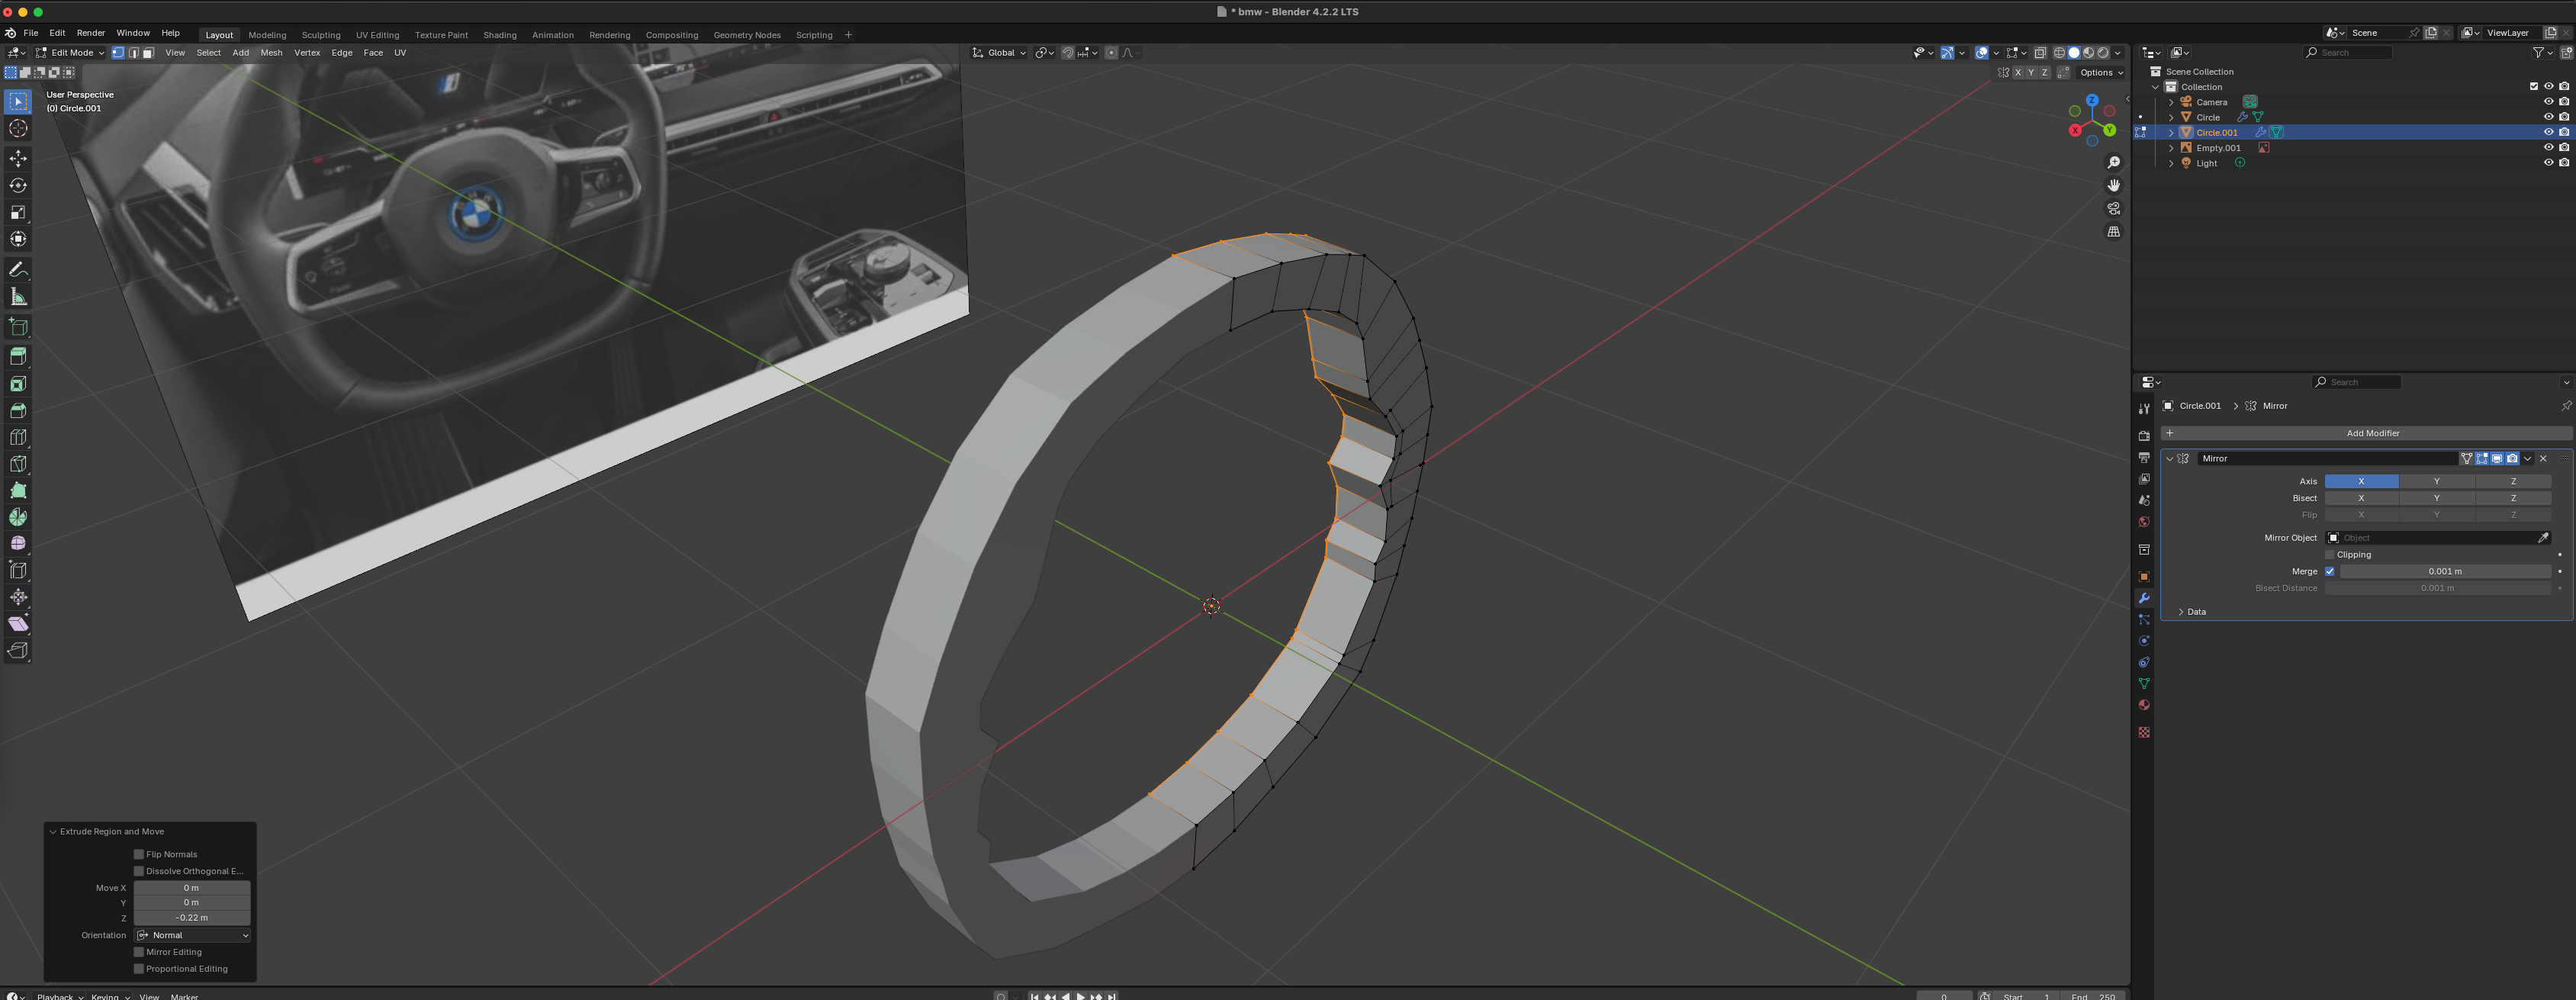 * bmw - Blender 4.2.2 LTS
File Edit Render Window Help Layout Modeling Sculpting UV Editing Texture Paint Shading Animation Rendering Compositing Geometry Nodes Scripting + Scene ViewLayer
Edit Mode View Select Add Mesh Vertex Edge Face UV Global Search
X Y Z Options
User Perspective
(0) Circle.001
Z
X Y
BMW
Scene Collection
Collection
Camera
Circle
Circle.001
Empty.001
Light
Search
Circle.001 > Mirror
+ Add Modifier
Mirror
Axis X Y Z
Bisect X Y Z
Flip X Y Z
Mirror Object Object
Clipping
Merge 0.001 m
Bisect Distance 0.001 m
Data
Extrude Region and Move
Flip Normals
Dissolve Orthogonal E...
Move X 0 m
Y 0 m
Z -0.22 m
Orientation Normal
Mirror Editing
Proportional Editing
Playback Keying View Marker 0 Start 1 End 250